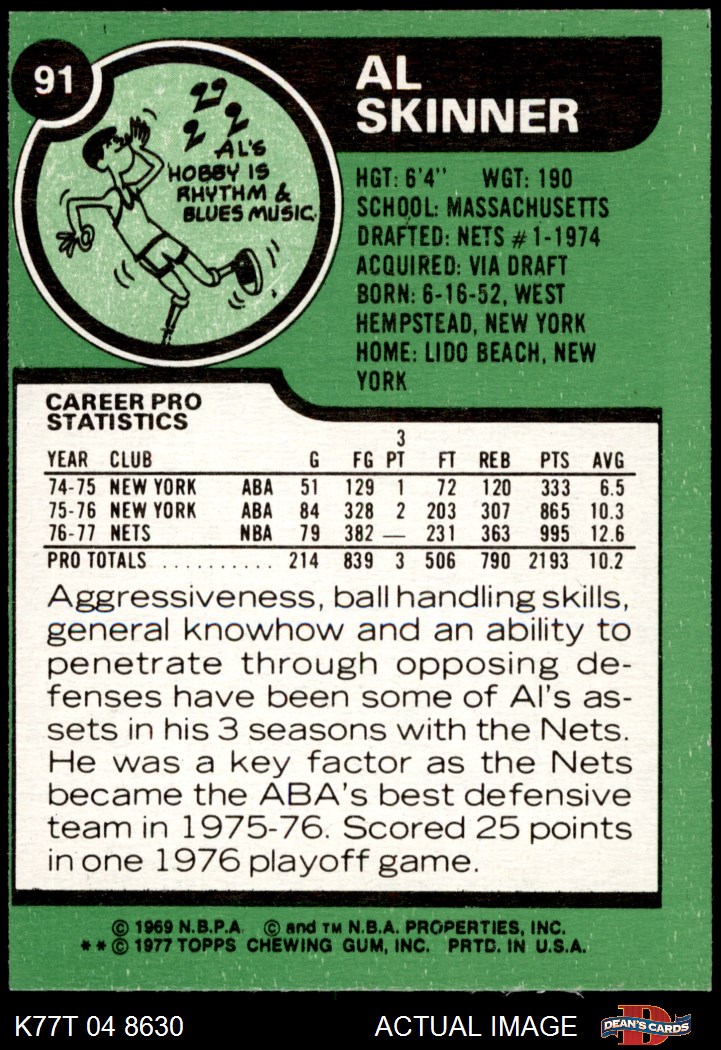 91
AL
SKINNER
AL'S
HOBBY IS
RHYTHM &
BLUES MUSIC.
HGT: 6'4" WGT: 190
SCHOOL: MASSACHUSETTS
DRAFTED: NETS #1-1974
ACQUIRED: VIA DRAFT
BORN: 6-16-52, WEST
HEMPSTEAD, NEW YORK
HOME: LIDO BEACH, NEW
YORK
CAREER PRO
STATISTICS
3
YEAR CLUB G FG PT FT REB PTS AVG
74-75 NEW YORK ABA 51 129 1 72 120 333 6.5
75-76 NEW YORK ABA 84 328 2 203 307 865 10.3
76-77 NETS NBA 79 382 — 231 363 995 12.6
PRO TOTALS .......... 214 839 3 506 790 2193 10.2
Aggressiveness, ball handling skills,
general knowhow and an ability to
penetrate through opposing de-
fenses have been some of Al's as-
sets in his 3 seasons with the Nets.
He was a key factor as the Nets
became the ABA's best defensive
team in 1975-76. Scored 25 points
in one 1976 playoff game.
© 1969 N.B.P.A. © and TM N.B.A. PROPERTIES, INC.
**© 1977 TOPPS CHEWING GUM, INC. PRTD. IN U.S.A.
K77T 04 8630 ACTUAL IMAGE D DEAN'S CARDS